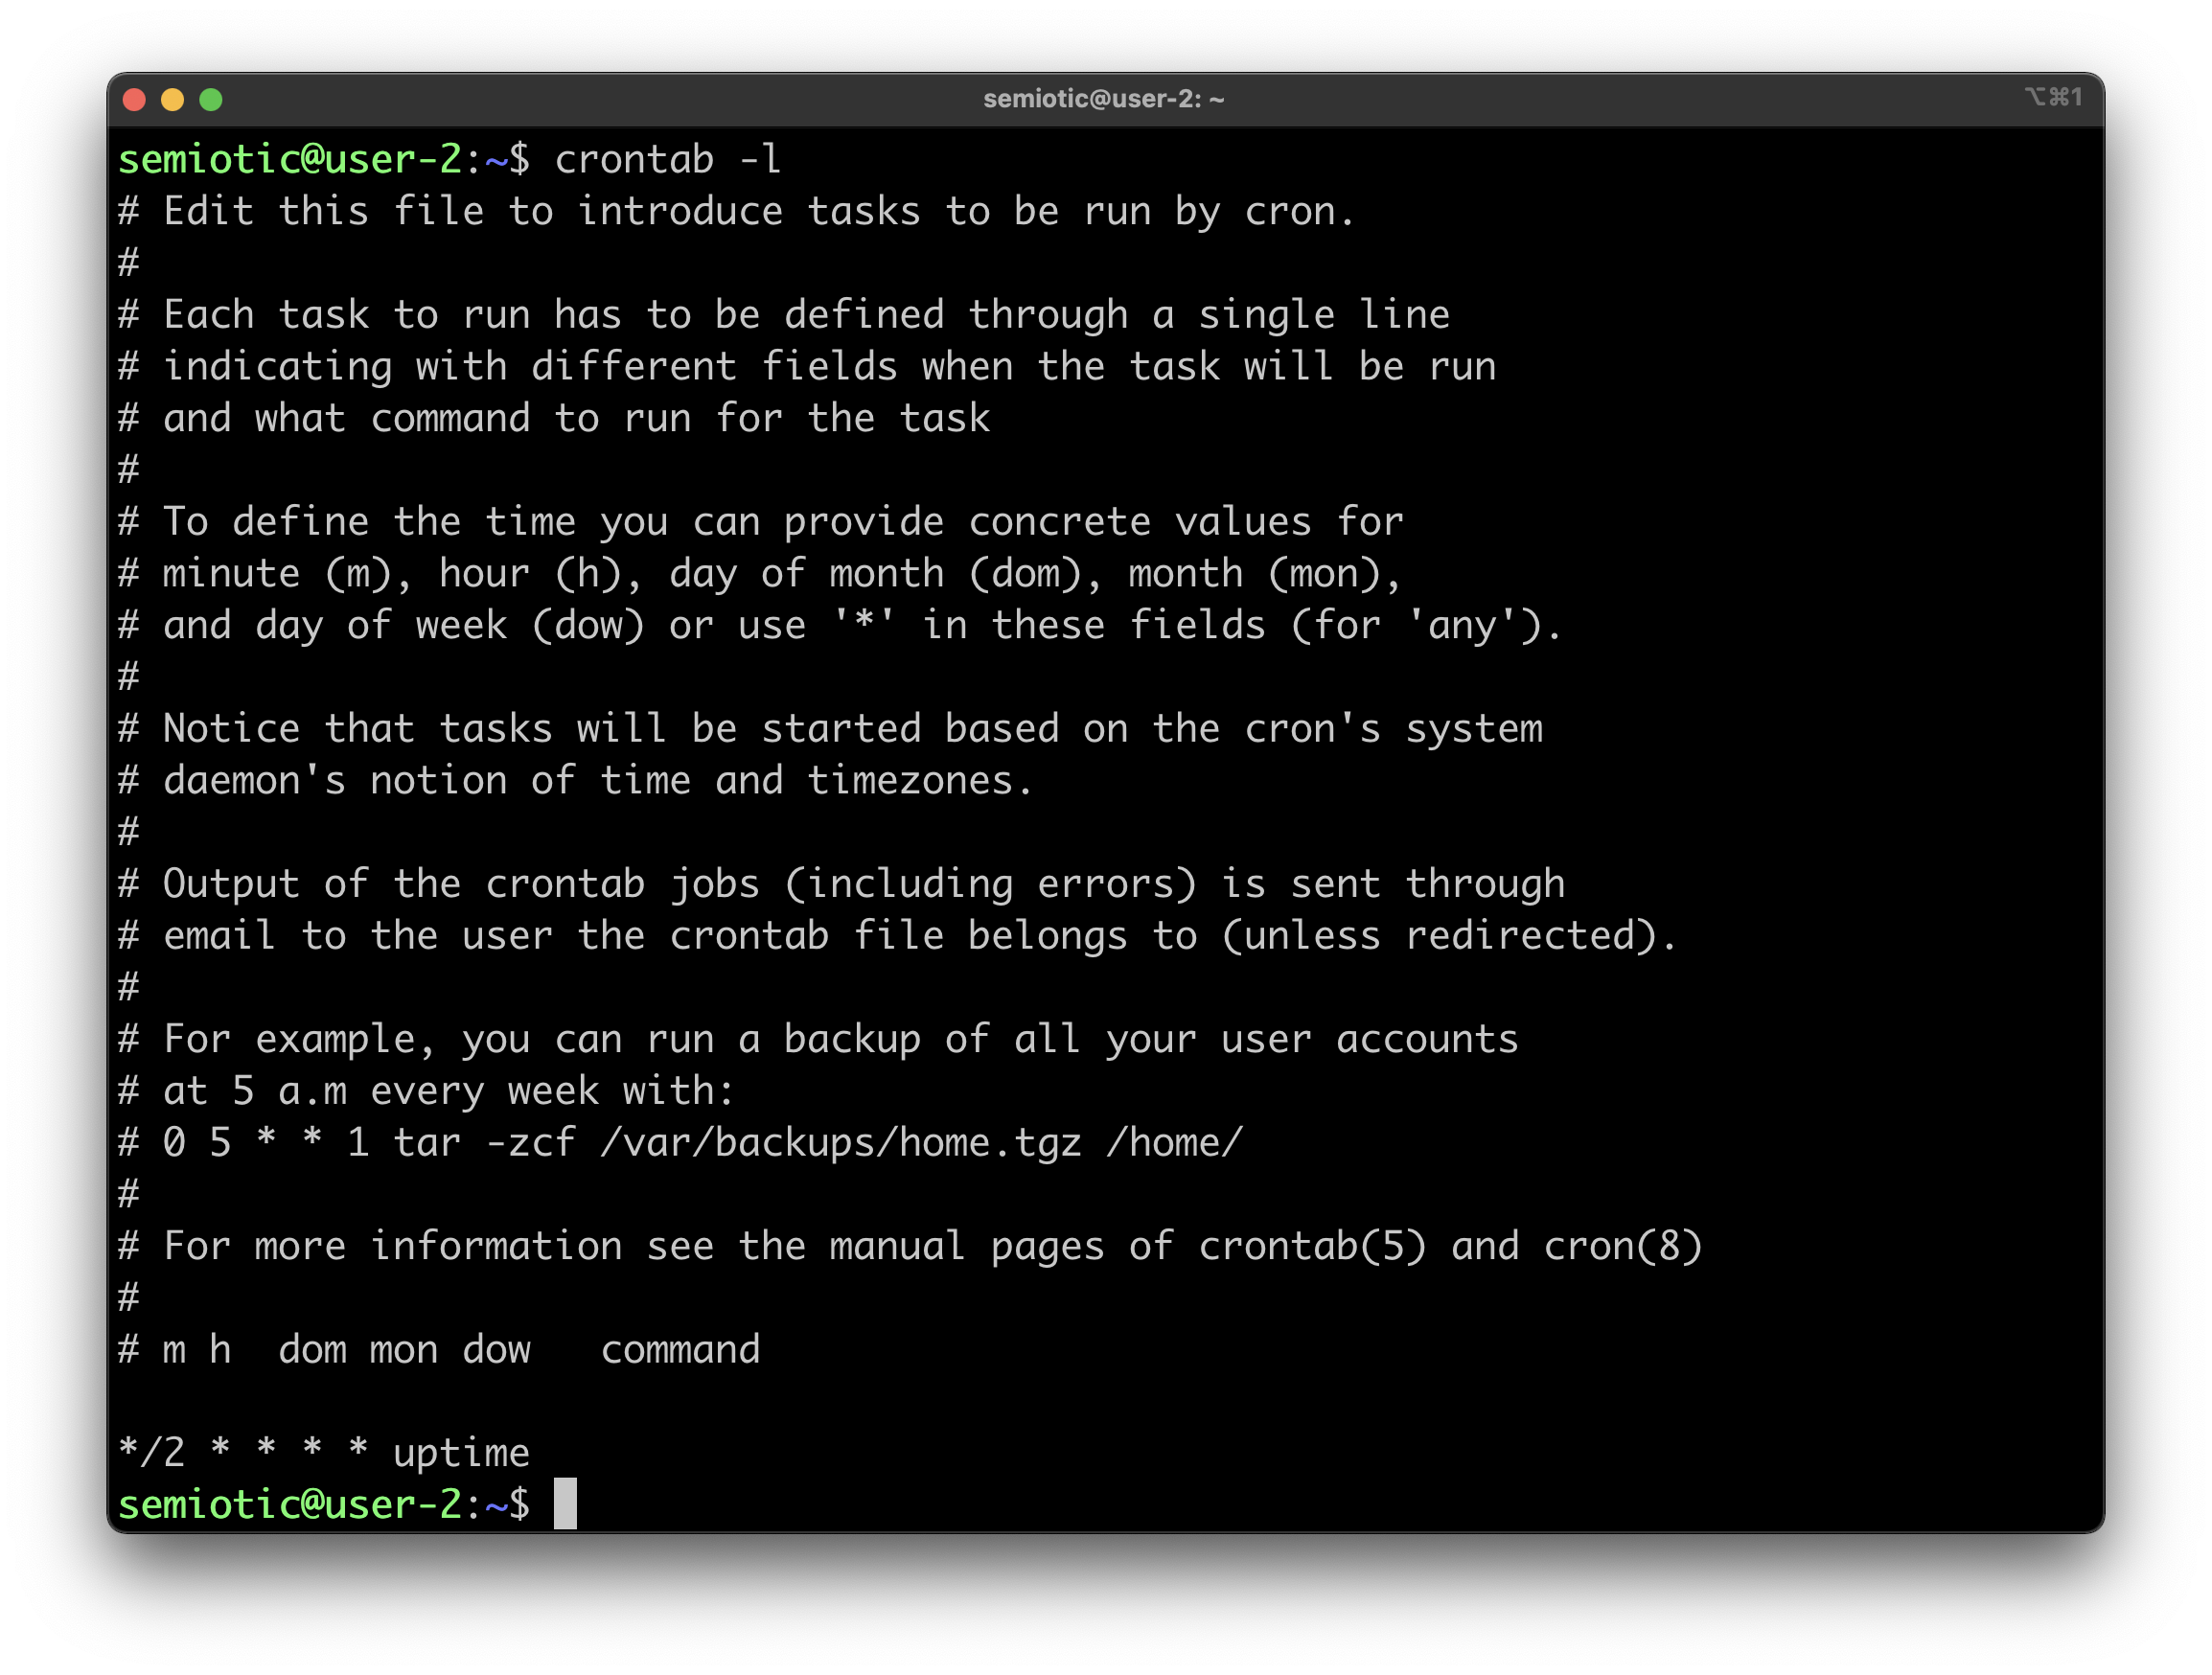 semiotic@user-2: ~
⌥⌘1
semiotic@user-2:~$ crontab -l
# Edit this file to introduce tasks to be run by cron.
#
# Each task to run has to be defined through a single line
# indicating with different fields when the task will be run
# and what command to run for the task
#
# To define the time you can provide concrete values for
# minute (m), hour (h), day of month (dom), month (mon),
# and day of week (dow) or use '*' in these fields (for 'any').
#
# Notice that tasks will be started based on the cron's system
# daemon's notion of time and timezones.
#
# Output of the crontab jobs (including errors) is sent through
# email to the user the crontab file belongs to (unless redirected).
#
# For example, you can run a backup of all your user accounts
# at 5 a.m every week with:
# 0 5 * * 1 tar -zcf /var/backups/home.tgz /home/
#
# For more information see the manual pages of crontab(5) and cron(8)
#
# m h  dom mon dow   command

*/2 * * * * uptime
semiotic@user-2:~$